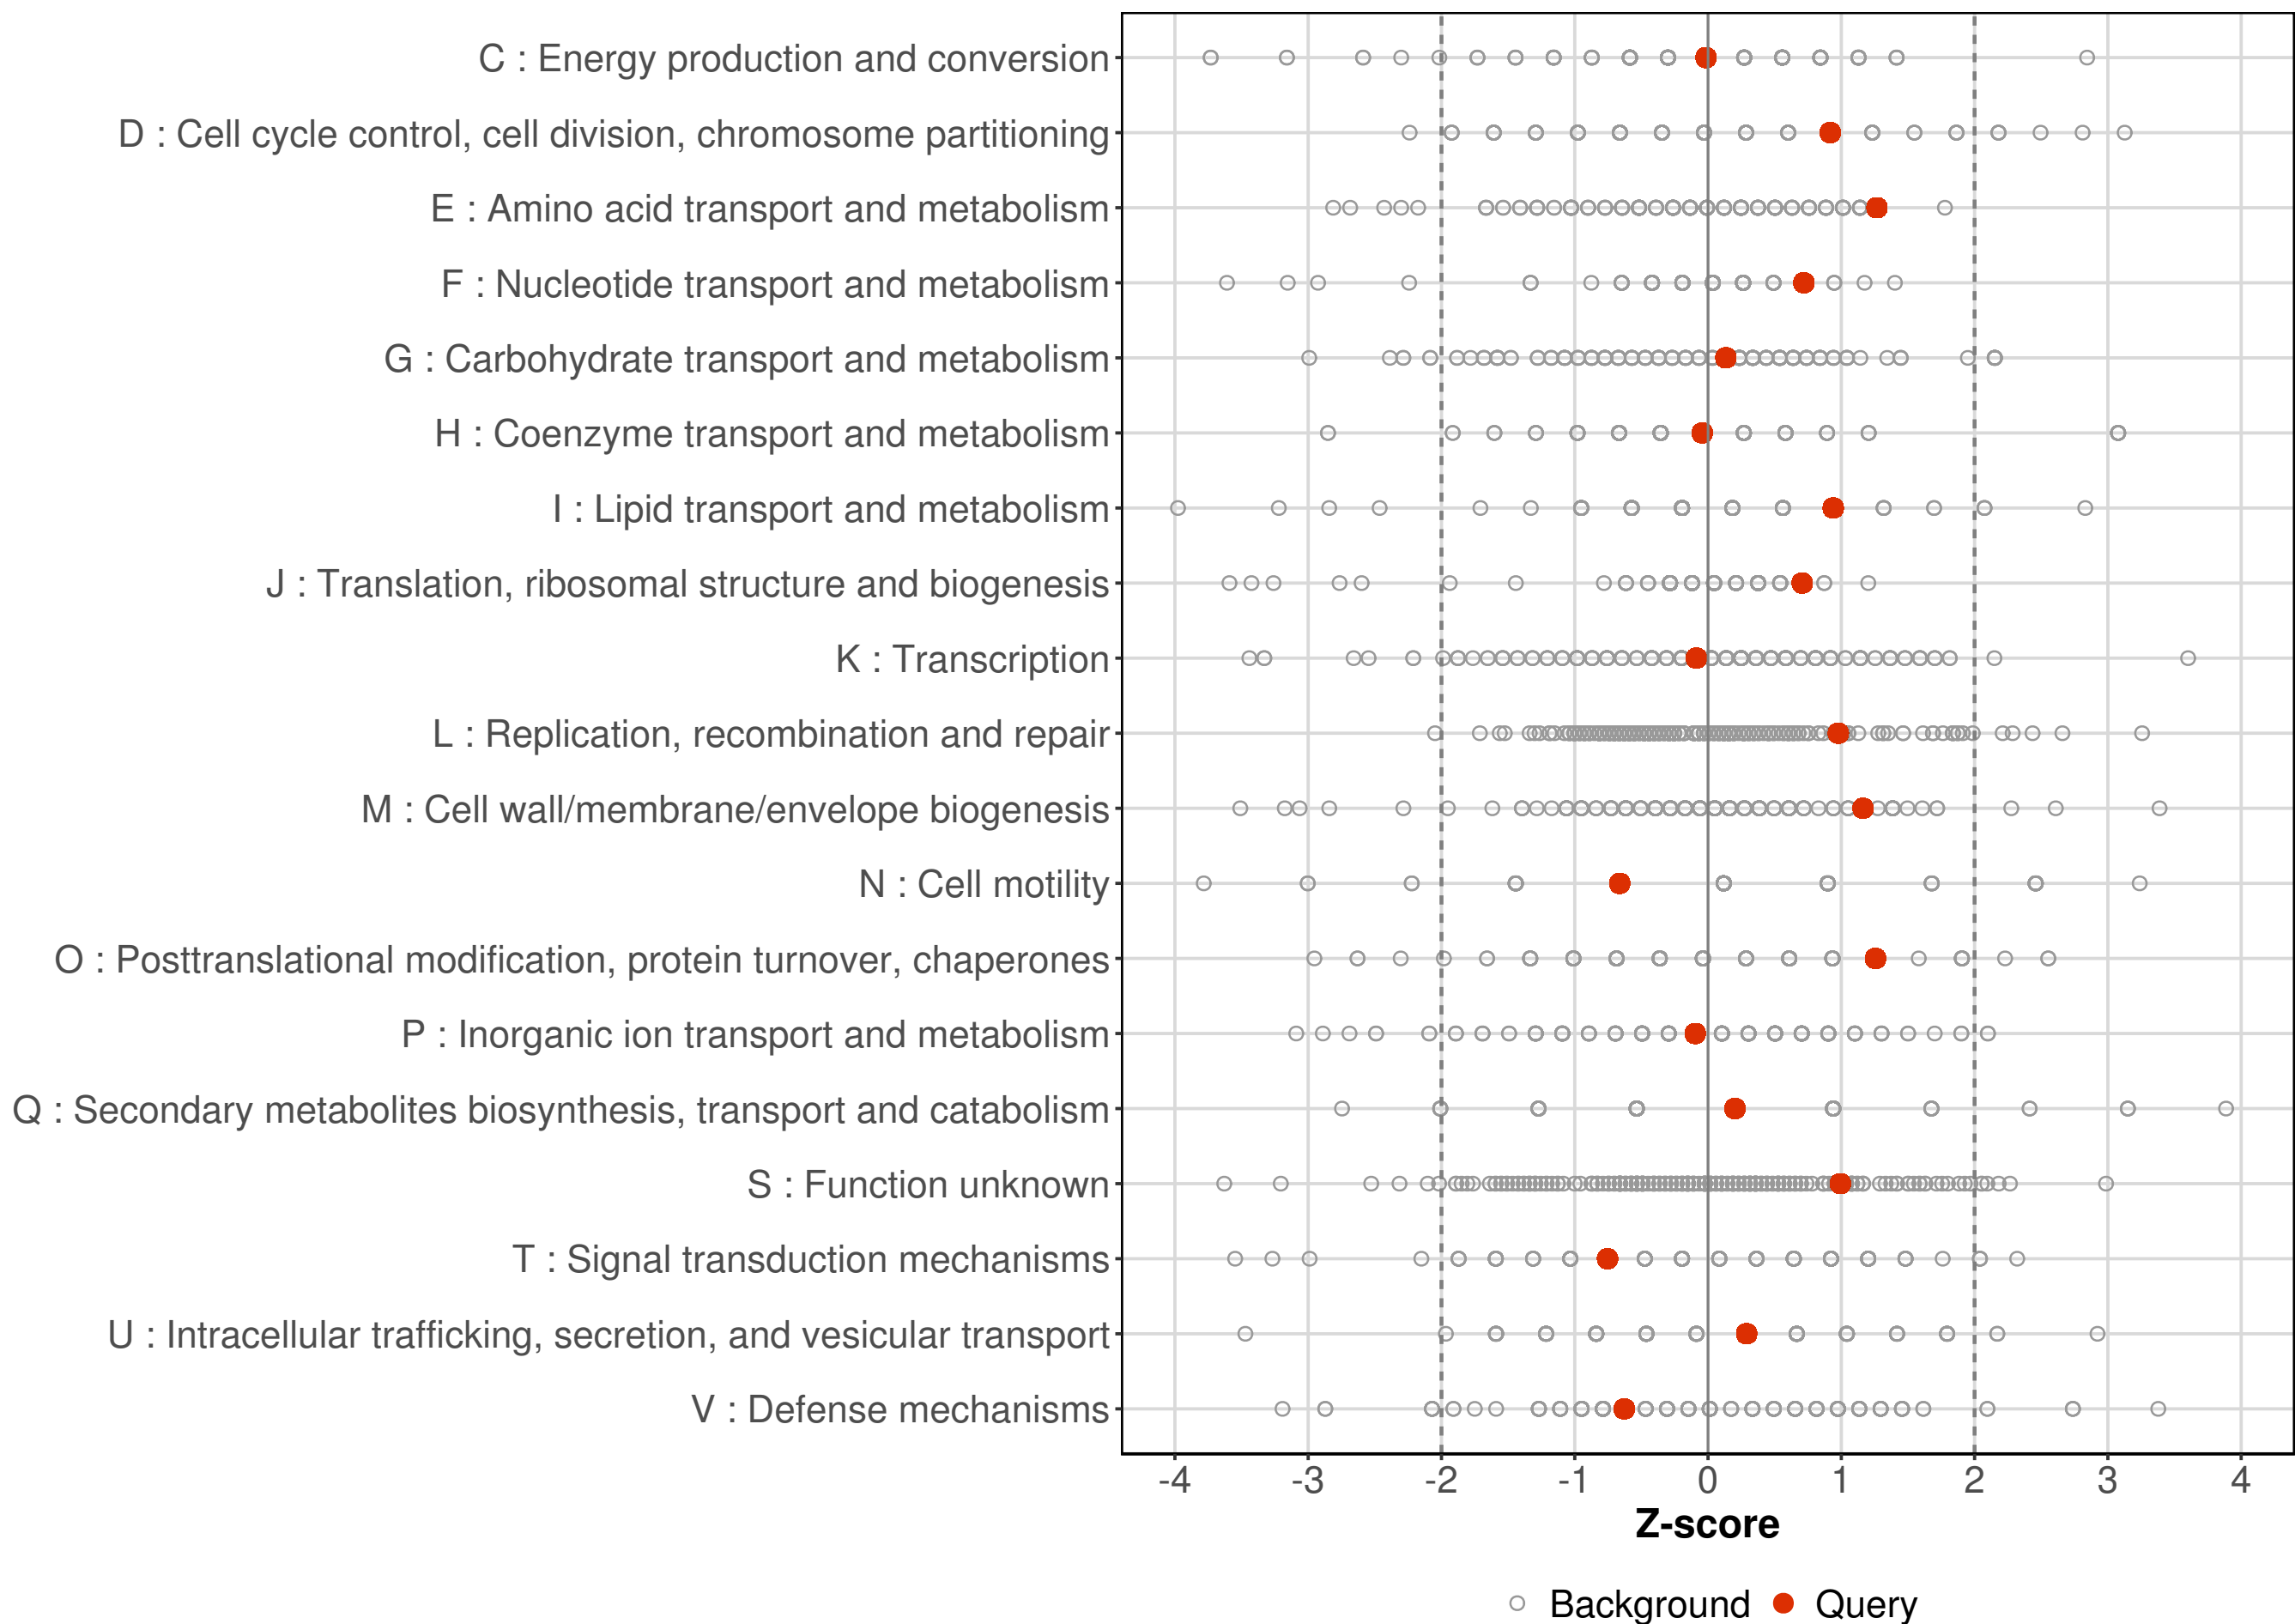 C : Energy production and conversion
D : Cell cycle control, cell division, chromosome partitioning
E : Amino acid transport and metabolism
F : Nucleotide transport and metabolism
G : Carbohydrate transport and metabolism
H : Coenzyme transport and metabolism
I : Lipid transport and metabolism
J : Translation, ribosomal structure and biogenesis
K : Transcription
L : Replication, recombination and repair
M : Cell wall/membrane/envelope biogenesis
N : Cell motility
O : Posttranslational modification, protein turnover, chaperones
P : Inorganic ion transport and metabolism
Q : Secondary metabolites biosynthesis, transport and catabolism
S : Function unknown
T : Signal transduction mechanisms
U : Intracellular trafficking, secretion, and vesicular transport
V : Defense mechanisms
-4 -3 -2 -1 0 1 2 3 4
Z-score
Background Query